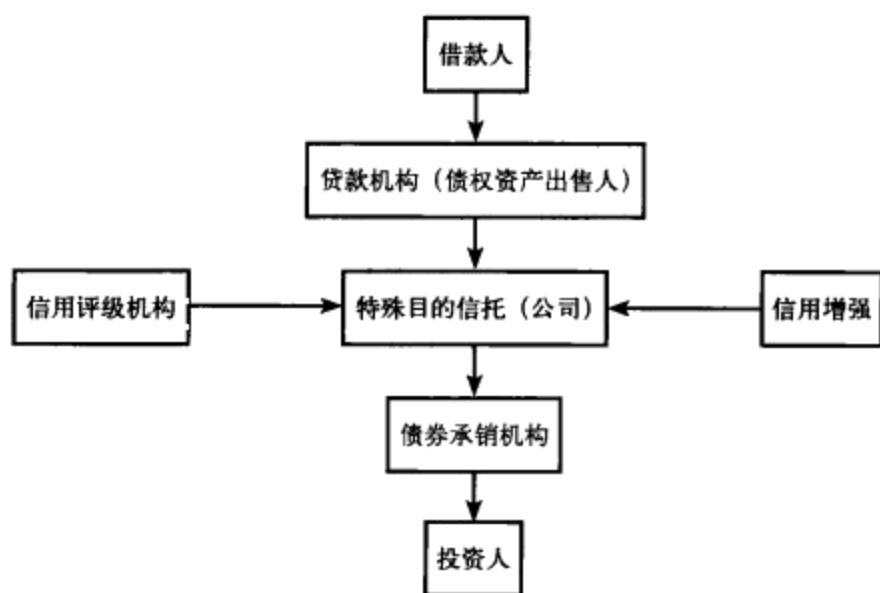 借款人
贷款机构（债权资产出售人）
信用评级机构
特殊目的信托（公司）
信用增强
债券承销机构
投资人